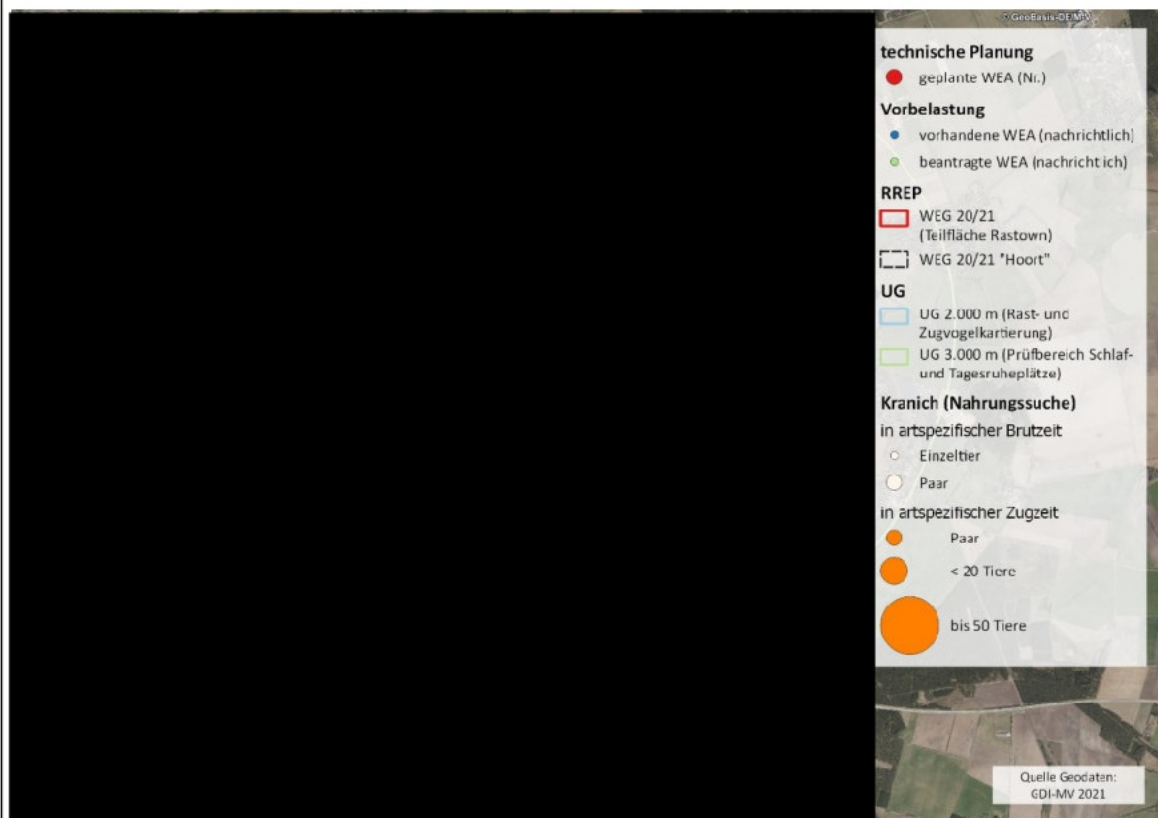 © GeoBasis-DE/MV
technische Planung
geplante WEA (Nr.)
Vorbelastung
vorhandene WEA (nachrichtlich)
beantragte WEA (nachricht ich)
RREP
WEG 20/21
(Teilfläche Rastown)
WEG 20/21 "Hoort"
UG
UG 2.000 m (Rast- und
Zugvogelkartierung)
UG 3.000 m (Prüfbereich Schlaf-
und Tagesruheplätze)
Kranich (Nahrungssuche)
in artspezifischer Brutzeit
Einzeltier
Paar
in artspezifischer Zugzeit
Paar
< 20 Tiere
bis 50 Tiere
Quelle Geodaten:
GDI-MV 2021